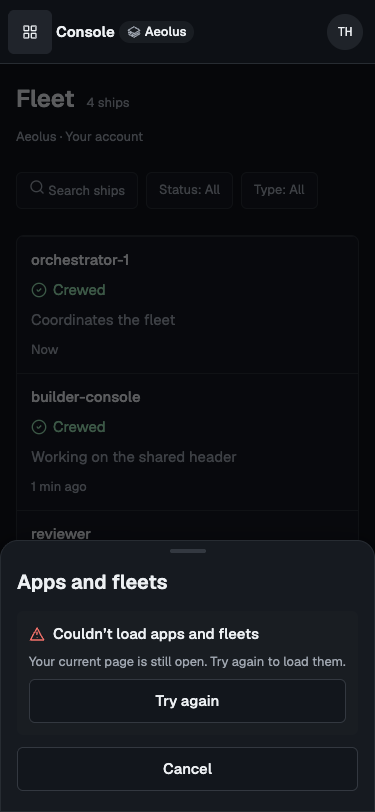 Console Aeolus TH
Fleet 4 ships
Aeolus · Your account
Search ships Status: All Type: All
orchestrator-1
Crewed
Coordinates the fleet
Now
builder-console
Crewed
Working on the shared header
1 min ago
reviewer
Apps and fleets
Couldn’t load apps and fleets
Your current page is still open. Try again to load them.
Try again
Cancel